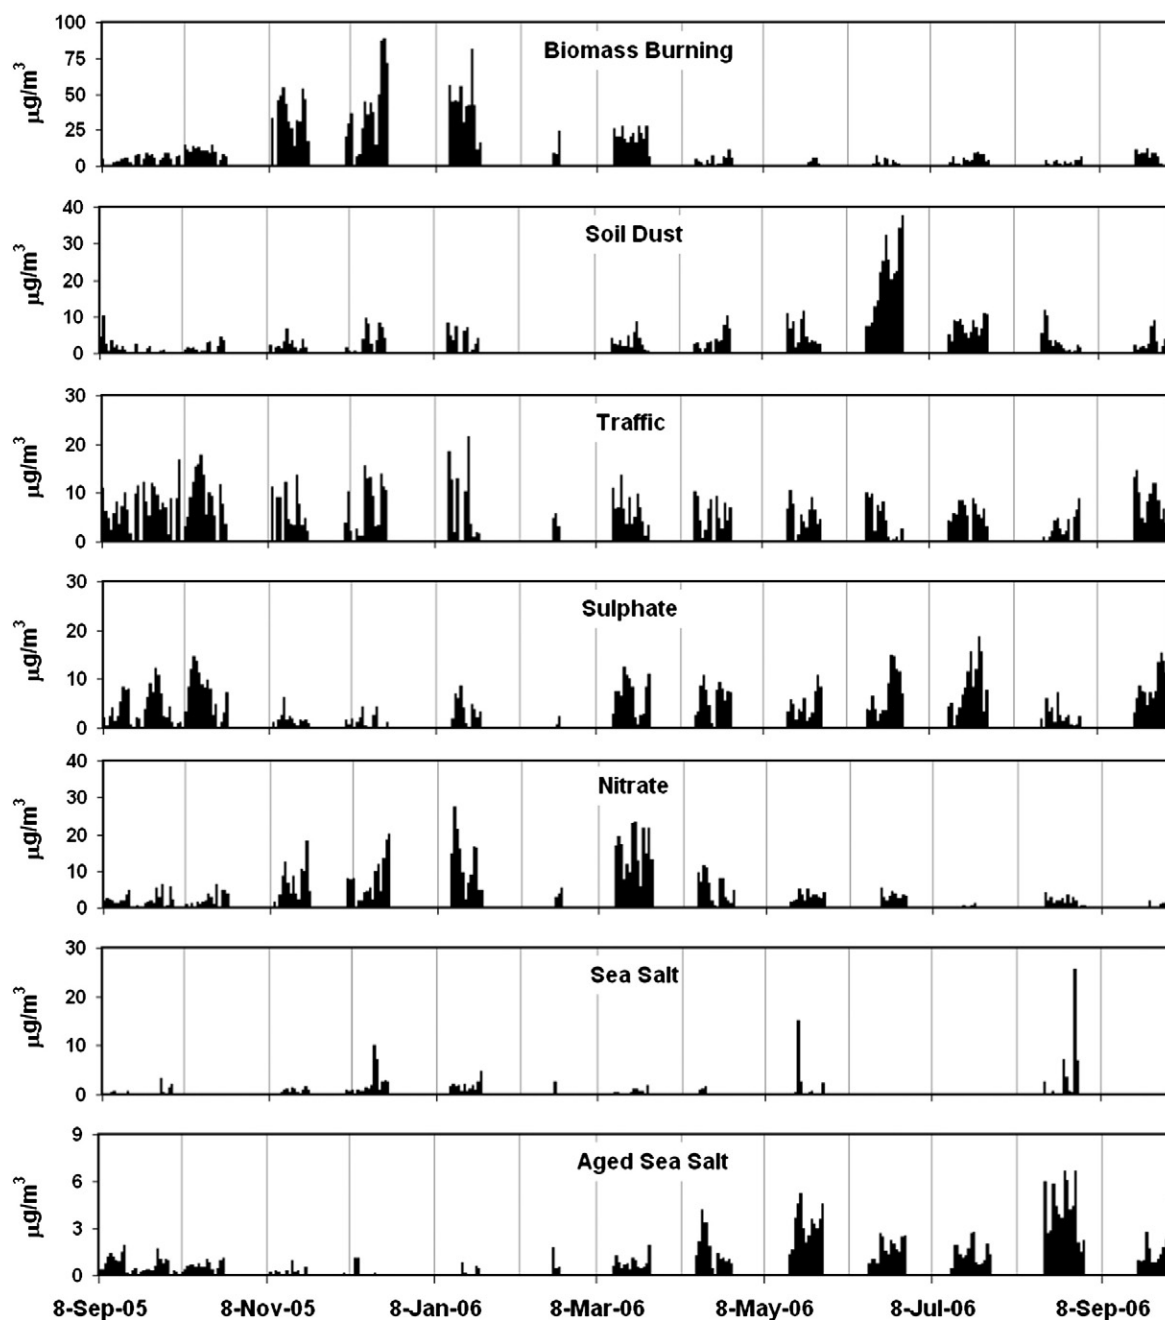 100
75
50
25
0
μg/m³
Biomass Burning
40
30
20
10
0
μg/m³
Soil Dust
30
20
10
0
μg/m³
Traffic
30
20
10
0
μg/m³
Sulphate
40
30
20
10
0
μg/m³
Nitrate
30
20
10
0
μg/m³
Sea Salt
9
6
3
0
μg/m³
Aged Sea Salt
8-Sep-05 8-Nov-05 8-Jan-06 8-Mar-06 8-May-06 8-Jul-06 8-Sep-06